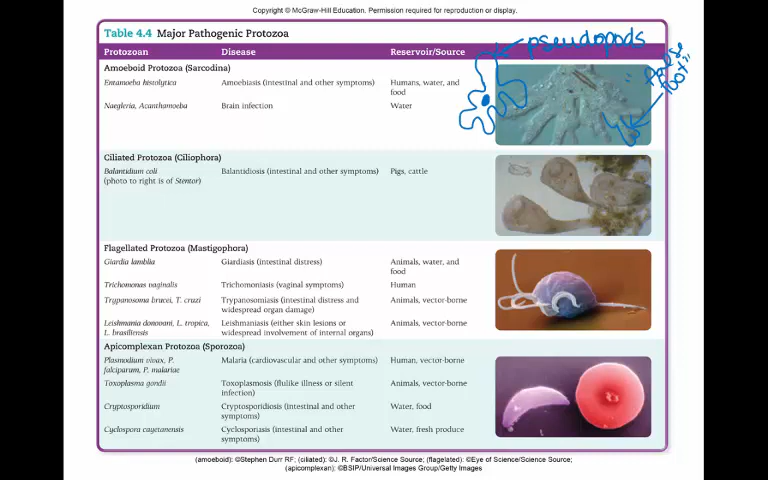 Copyright © McGraw-Hill Education. Permission required for reproduction or display.
Table 4.4 Major Pathogenic Protozoa
Protozoan Disease Reservoir/Source
pseudopods
false
foot
Amoeboid Protozoa (Sarcodina)
Entamoeba histolytica Amoebiasis (intestinal and other symptoms) Humans, water, and
food
Naegleria, Acanthamoeba Brain infection Water
Ciliated Protozoa (Ciliophora)
Balantidium coli Balantidiosis (intestinal and other symptoms) Pigs, cattle
(photo to right is of Stentor)
Flagellated Protozoa (Mastigophora)
Giardia lamblia Giardiasis (intestinal distress) Animals, water, and
food
Trichomonas vaginalis Trichomoniasis (vaginal symptoms) Human
Trypanosoma brucei, T. cruzi Trypanosomiasis (intestinal distress and Animals, vector-borne
widespread organ damage)
Leishmania donovani, L. tropica, Leishmaniasis (either skin lesions or Animals, vector-borne
L. brasiliensis widespread involvement of internal organs)
Apicomplexan Protozoa (Sporozoa)
Plasmodium vivax, P. Malaria (cardiovascular and other symptoms) Human, vector-borne
falciparum, P. malariae
Toxoplasma gondii Toxoplasmosis (flulike illness or silent Animals, vector-borne
infection)
Cryptosporidium Cryptosporidiosis (intestinal and other Water, food
symptoms)
Cyclospora cayetanensis Cyclosporiasis (intestinal and other Water, fresh produce
symptoms)
(amoeboid): ©Stephen Durr RF; (ciliated): ©J. R. Factor/Science Source; (flagelated): ©Eye of Science/Science Source;
(apicomplexan): ©BSIP/Universal Images Group/Getty Images